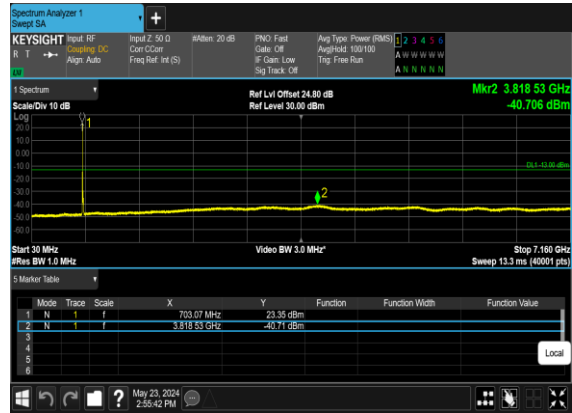 Spectrum Analyzer 1
Swept SA
+
KEYSIGHT Input: RF Input Z: 50 Ω #Atten: 20 dB PNO: Fast Avg Type: Power (RMS) 1 2 3 4 5 6
R T Coupling: DC Corr CCorr Gate: Off Avg|Hold: 100/100 A W W W W W
Align: Auto Freq Ref: Int (S) IF Gain: Low Trig: Free Run
LW Sig Track: Off A N N N N N
1 Spectrum Ref Lvl Offset 24.80 dB Mkr2 3.818 53 GHz
Scale/Div 10 dB Ref Level 30.00 dBm -40.706 dBm
Log
20.0
10.0
0.00
-10.0
-20.0
-30.0
-40.0
-50.0
-60.0
1
DL1 -13.00 dBm
2
Start 30 MHz Video BW 3.0 MHz* Stop 7.160 GHz
#Res BW 1.0 MHz Sweep 13.3 ms (40001 pts)
5 Marker Table
Mode Trace Scale X Y Function Function Width Function Value
1 N 1 f 703.07 MHz 23.35 dBm
2 N 1 f 3.818 53 GHz -40.71 dBm
3
4
5
6
Local
? May 23, 2024
2:55:42 PM